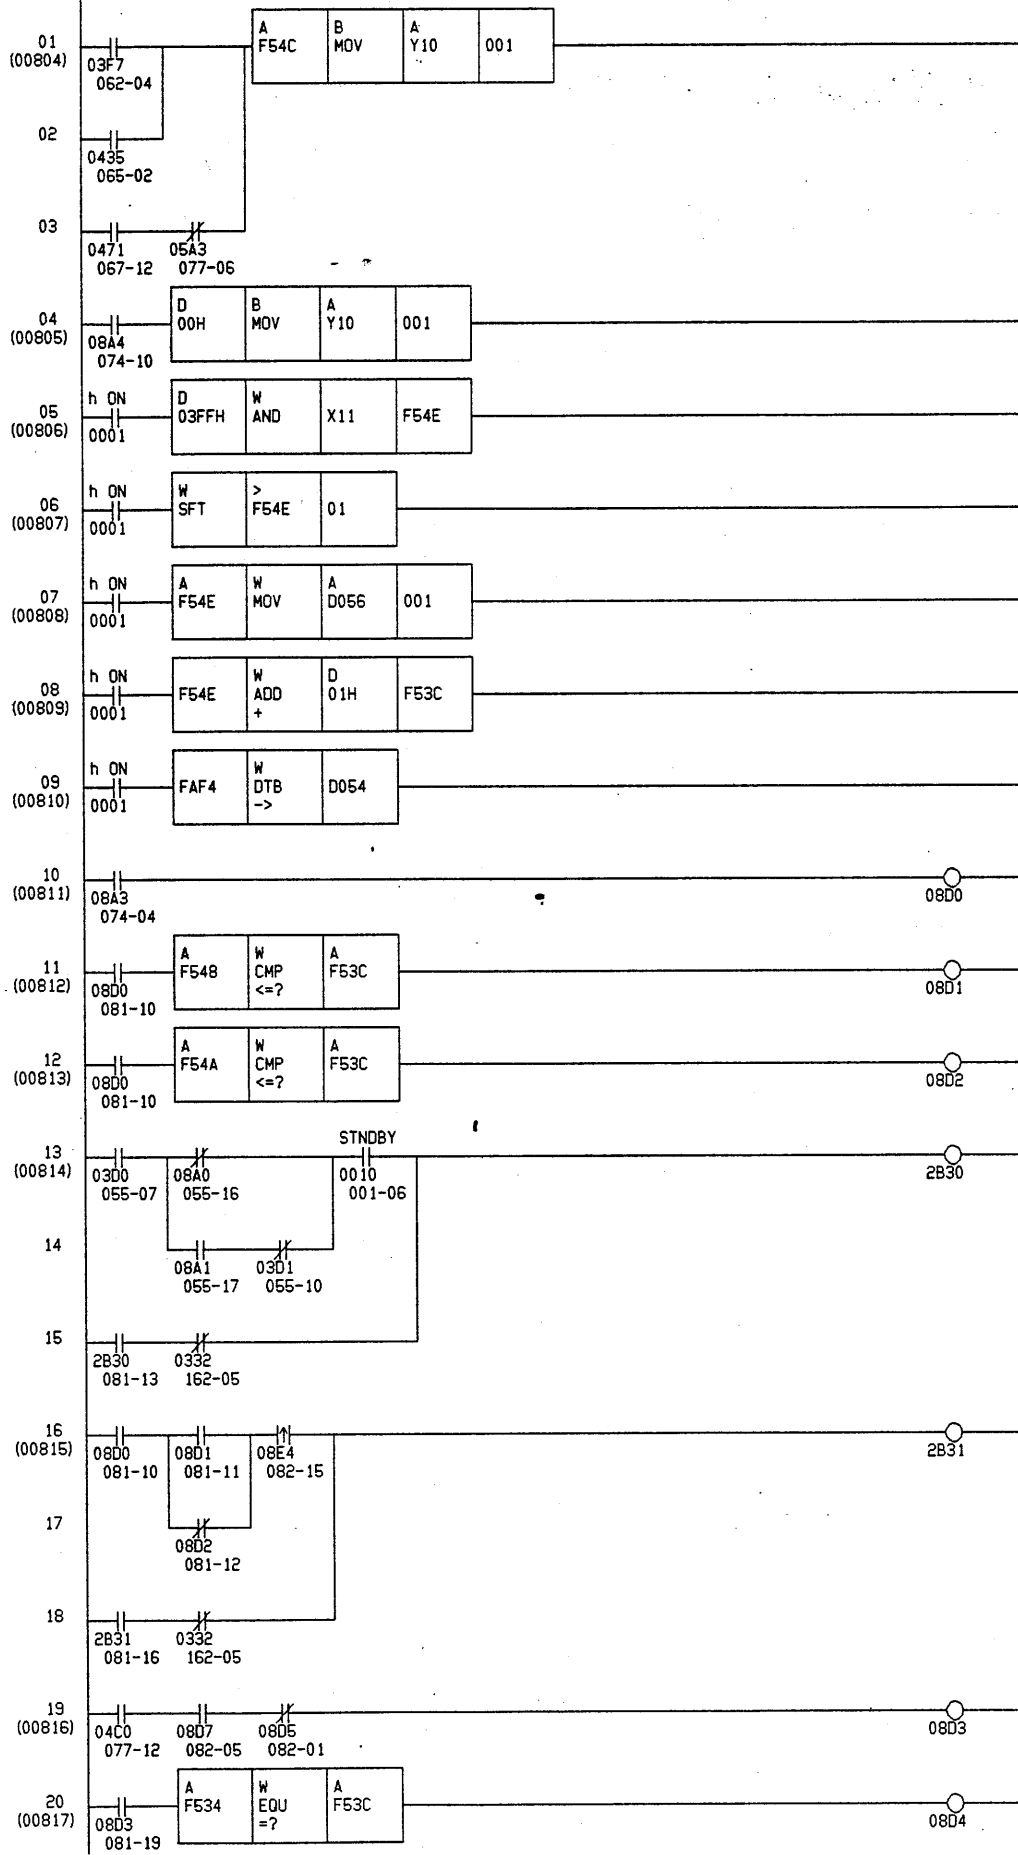 A B A
01 F54C MOV Y10 001
(00804) 03F7
062-04
02
0435
065-02
03
0471 05A3
067-12 077-06
D B A
04 00H MOV Y10 001
(00805) 08A4
074-10
h ON D W
05 03FFH AND X11 F54E
(00806) 0001
h ON W >
06 SFT F54E 01
(00807) 0001
h ON A W A
07 F54E MOV D056 001
(00808) 0001
h ON W D
08 F54E ADD 01H F53C
(00809) 0001 +
h ON W
09 FAF4 DTB D054
(00810) 0001 ->
10
(00811) 08A3 08D0
074-04
A W A
11 F548 CMP F53C
(00812) 08D0 <=? 08D1
081-10
A W A
12 F54A CMP F53C
(00813) 08D0 <=? 08D2
081-10
13 STNDBY
(00814) 03D0 08A0 0010 2B30
055-07 055-16 001-06
14
08A1 03D1
055-17 055-10
15
2B30 0332
081-13 162-05
16
(00815) 08D0 08D1 08E4 2B31
081-10 081-11 082-15
17
08D2
081-12
18
2B31 0332
081-16 162-05
19
(00816) 04C0 08D7 08D5 08D3
077-12 082-05 082-01
A W A
20 F534 EQU F53C
(00817) 08D3 =? 08D4
081-19